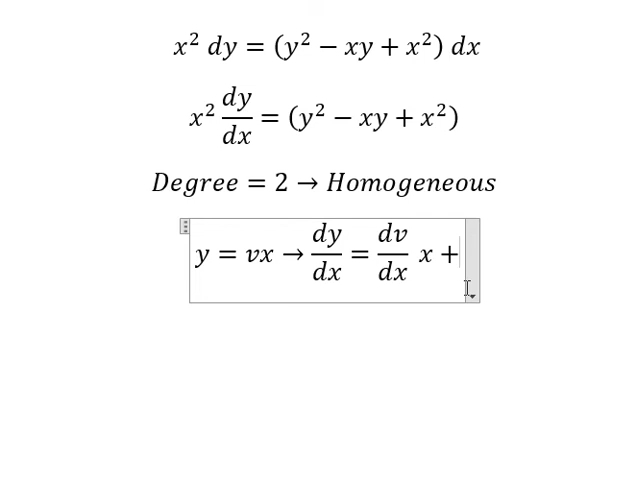 x² dy = (y² − xy + x²) dx
x² dy/dx = (y² − xy + x²)
Degree = 2 → Homogeneous
y = vx → dy/dx = dv/dx x +